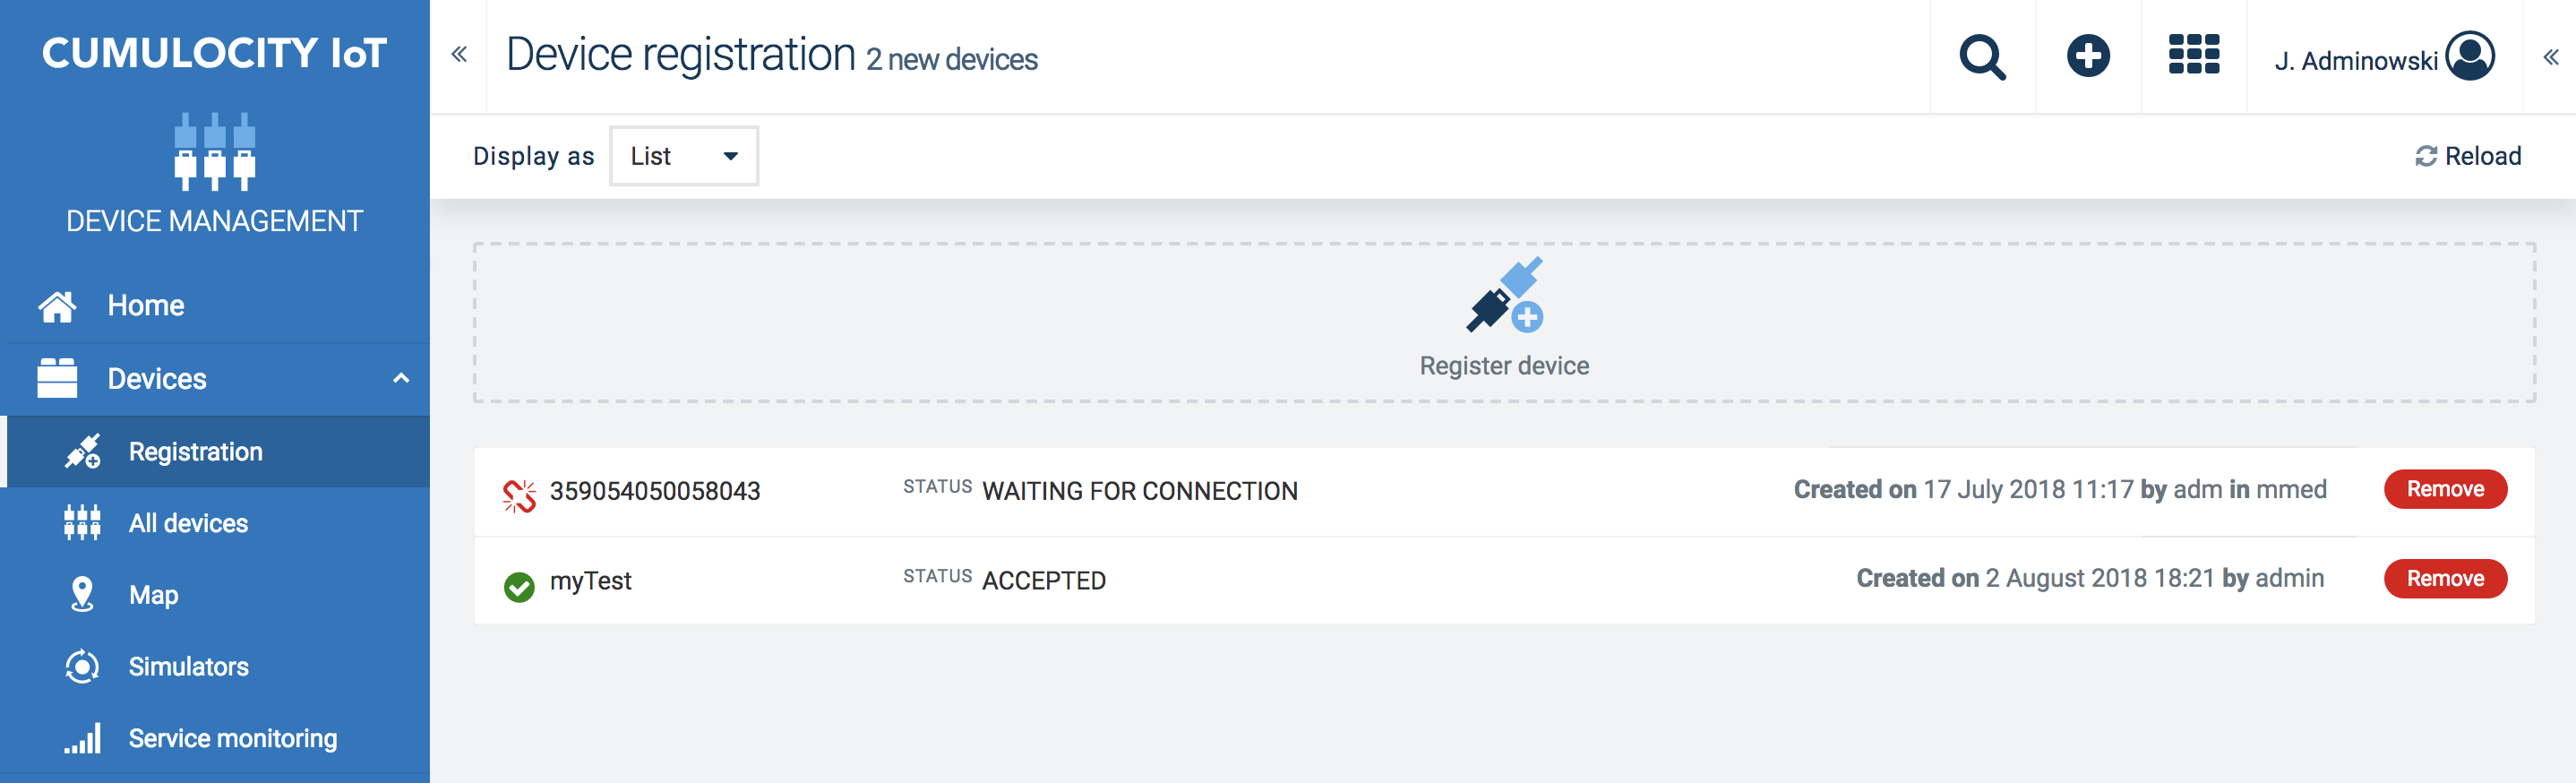 CUMULOCITY IoT
DEVICE MANAGEMENT
Home
Devices
Registration
All devices
Map
Simulators
Service monitoring
Device registration 2 new devices
J. Adminowski
Display as List
Reload
Register device
359054050058043 STATUS WAITING FOR CONNECTION Created on 17 July 2018 11:17 by adm in mmed Remove
myTest STATUS ACCEPTED Created on 2 August 2018 18:21 by admin Remove